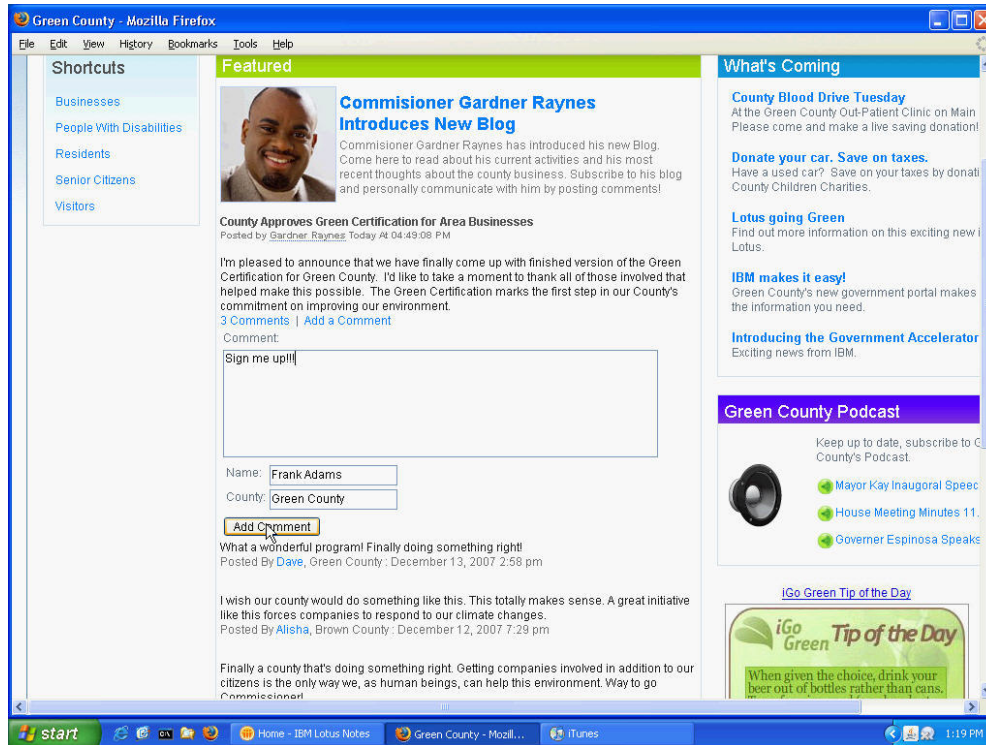 Green County - Mozilla Firefox
File Edit View History Bookmarks Tools Help
Shortcuts
Businesses
People With Disabilities
Residents
Senior Citizens
Visitors
Featured
Commisioner Gardner Raynes
Introduces New Blog
Commisioner Gardner Raynes has introduced his new Blog.
Come here to read about his current activities and his most
recent thoughts about the county business. Subscribe to his blog
and personally communicate with him by posting comments!
County Approves Green Certification for Area Businesses
Posted by Gardner Raynes Today At 04:49:08 PM
I'm pleased to announce that we have finally come up with finished version of the Green
Certification for Green County. I'd like to take a moment to thank all of those involved that
helped make this possible. The Green Certification marks the first step in our County's
commitment on improving our environment.
3 Comments | Add a Comment
Comment:
Sign me up!!!
Name: Frank Adams
County: Green County
Add Comment
What a wonderful program! Finally doing something right!
Posted By Dave, Green County : December 13, 2007 2:58 pm
I wish our county would do something like this. This totally makes sense. A great initiative
like this forces companies to respond to our climate changes.
Posted By Alisha, Brown County : December 12, 2007 7:29 pm
Finally a county that's doing something right. Getting companies involved in addition to our
citizens is the only way we, as human beings, can help this environment. Way to go
Commissioner!
What's Coming
County Blood Drive Tuesday
At the Green County Out-Patient Clinic on Main
Please come and make a live saving donation!
Donate your car. Save on taxes.
Have a used car? Save on your taxes by donati
County Children Charities.
Lotus going Green
Find out more information on this exciting new i
Lotus.
IBM makes it easy!
Green County's new government portal makes
the information you need.
Introducing the Government Accelerator
Exciting news from IBM.
Green County Podcast
Keep up to date, subscribe to G
County's Podcast.
Mayor Kay Inaugoral Speec
House Meeting Minutes 11.
Governer Espinosa Speaks
iGo Green Tip of the Day
iGo Green Tip of the Day
When given the choice, drink your
beer out of bottles rather than cans.
start
Home - IBM Lotus Notes
Green County - Mozill...
iTunes
1:19 PM